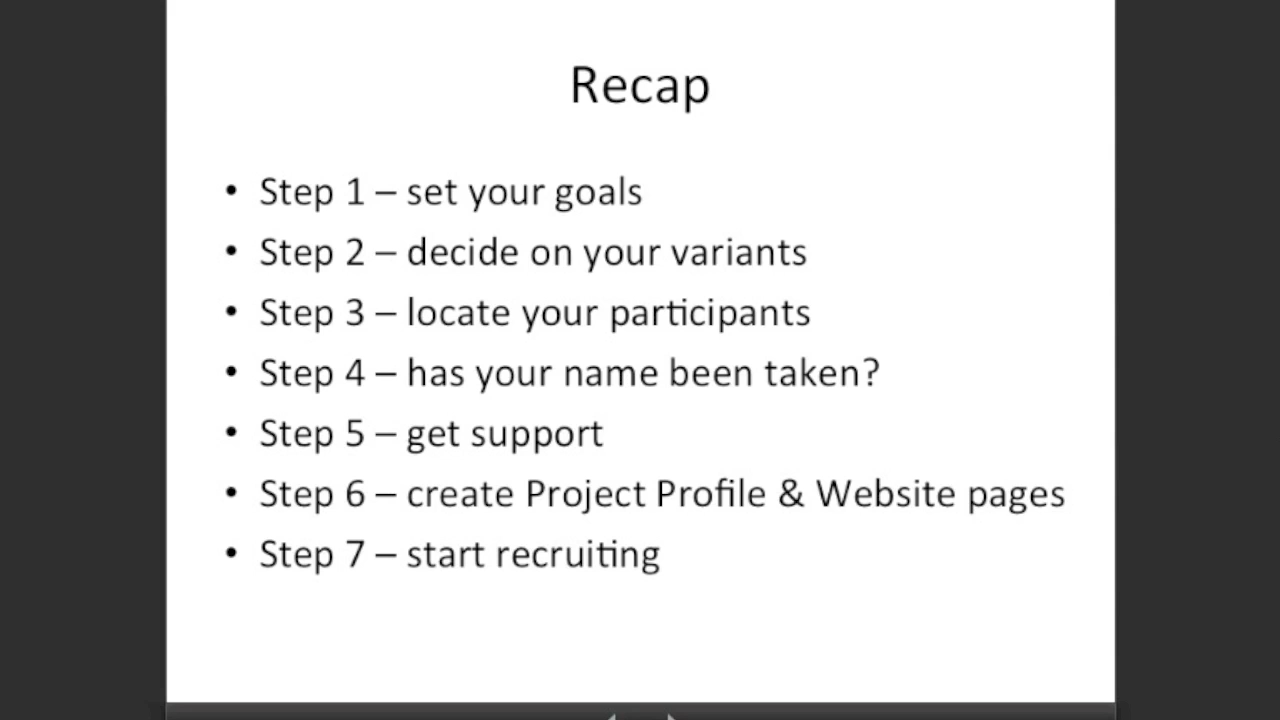 Recap
• Step 1 – set your goals
• Step 2 – decide on your variants
• Step 3 – locate your participants
• Step 4 – has your name been taken?
• Step 5 – get support
• Step 6 – create Project Profile & Website pages
• Step 7 – start recruiting